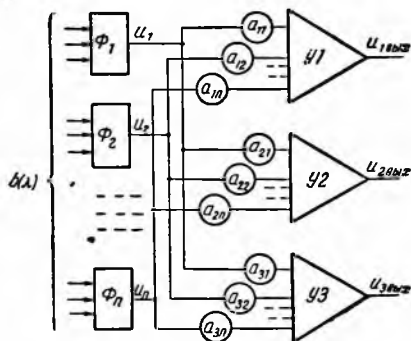 Ф1 u1 a11 У1 u1вых
a12
a1n
b(λ)
Ф2 u2 a21 У2 u2вых
a22
a2n
Фn un a31 У3 u3вых
a32
a3n